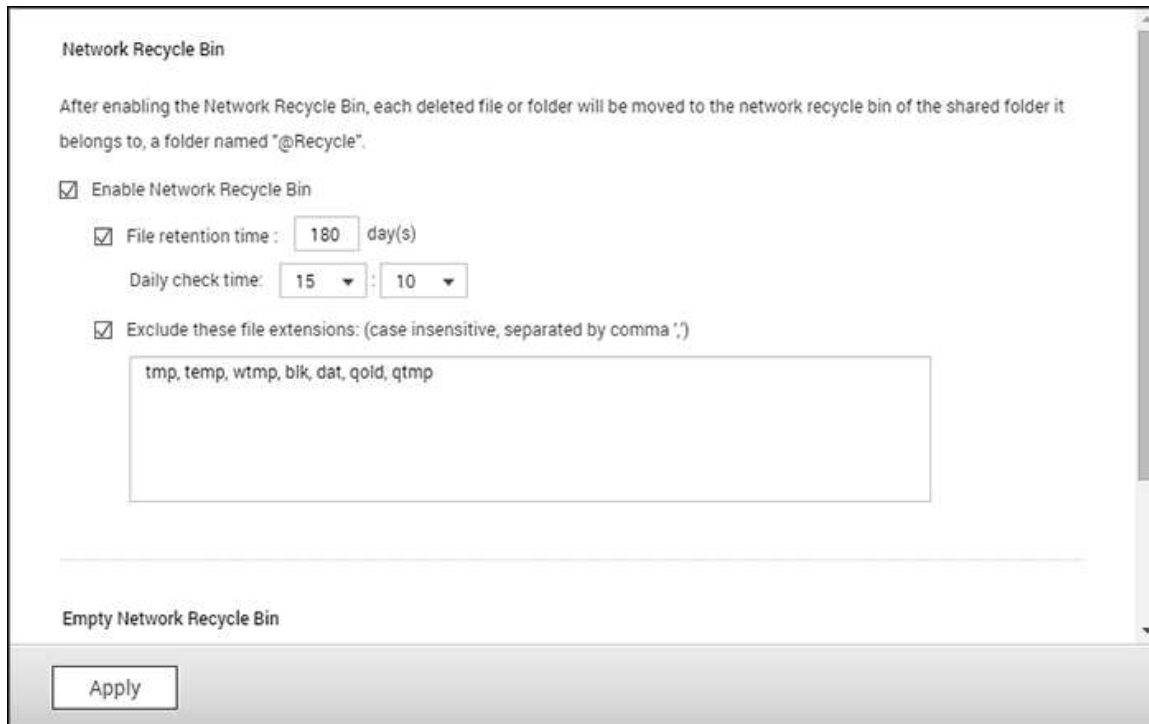 Network Recycle Bin
After enabling the Network Recycle Bin, each deleted file or folder will be moved to the network recycle bin of the shared folder it
belongs to, a folder named "@Recycle".
Enable Network Recycle Bin
File retention time : 180 day(s)
Daily check time: 15 : 10
Exclude these file extensions: (case insensitive, separated by comma ',')
tmp, temp, wtmp, blk, dat, qold, qtmp
Empty Network Recycle Bin
Apply